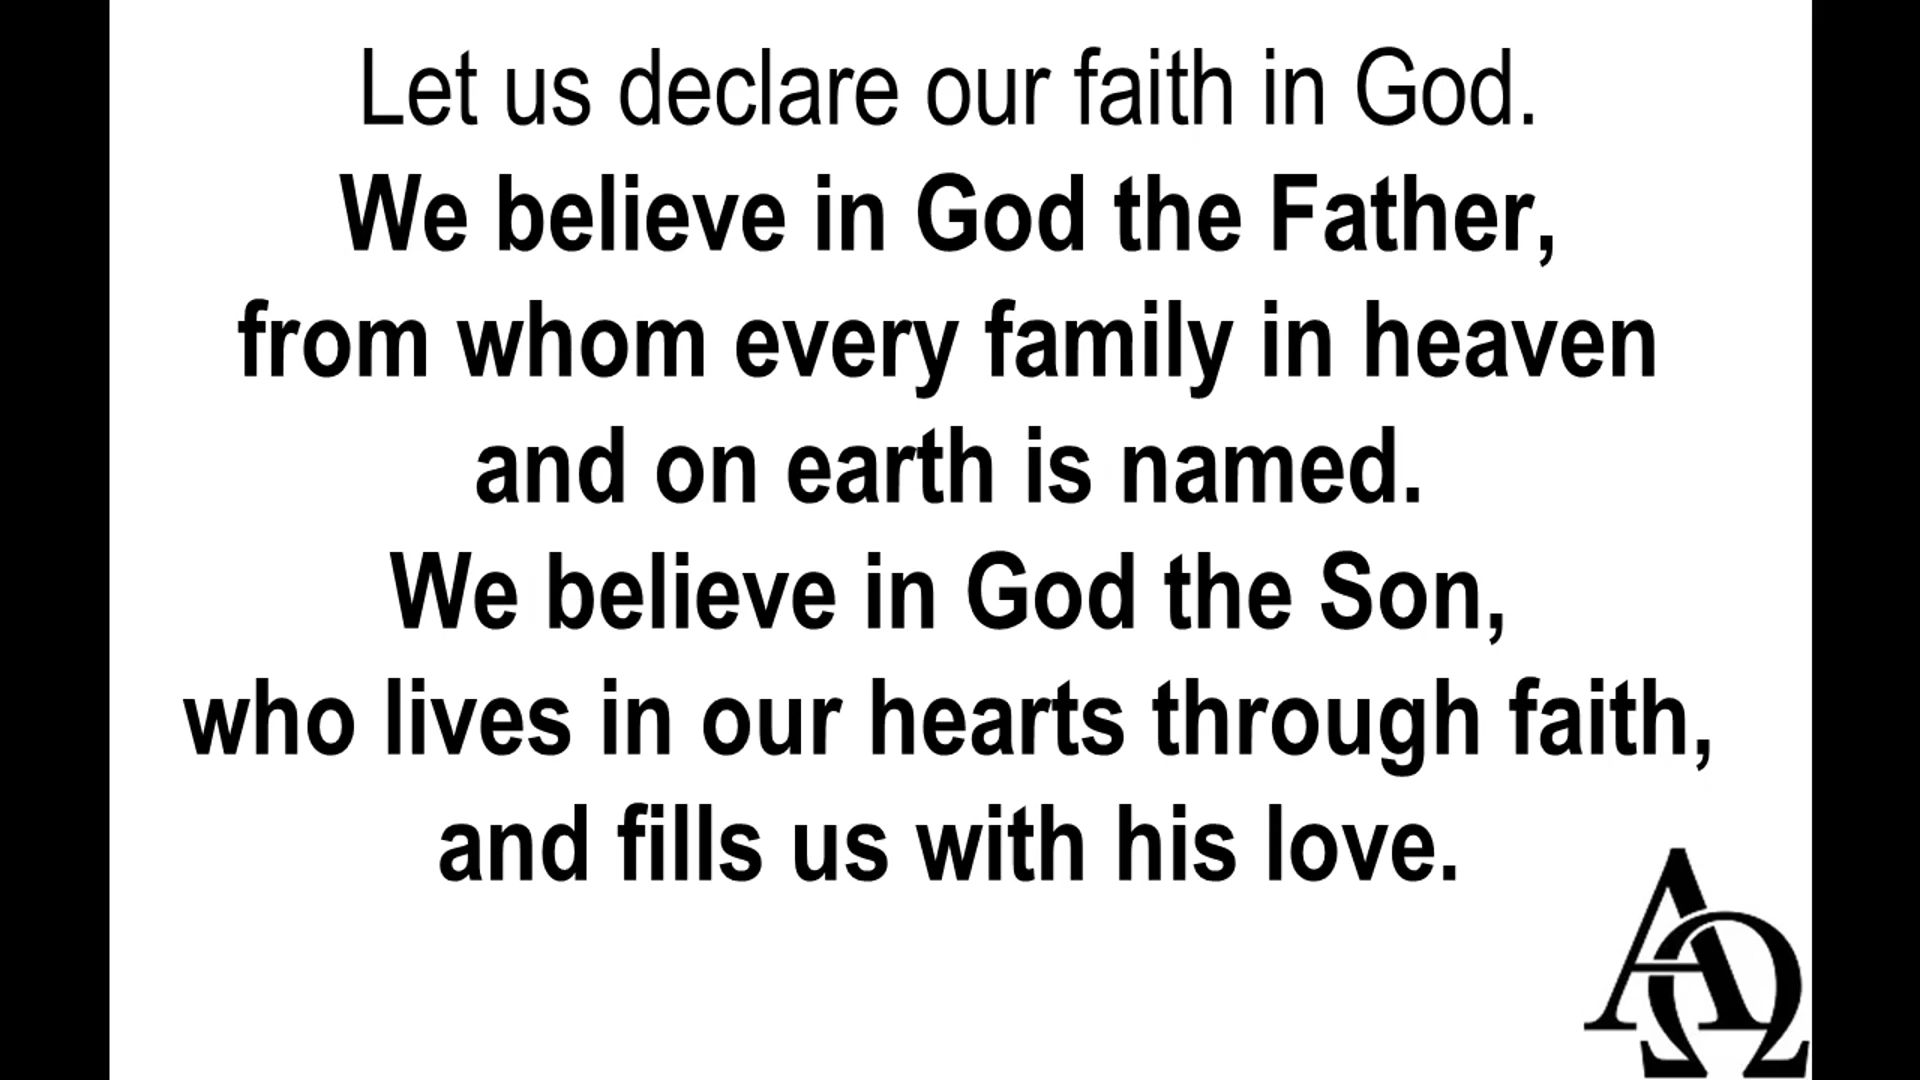 Let us declare our faith in God.
We believe in God the Father,
from whom every family in heaven
and on earth is named.
We believe in God the Son,
who lives in our hearts through faith,
and fills us with his love.
ΑΩ